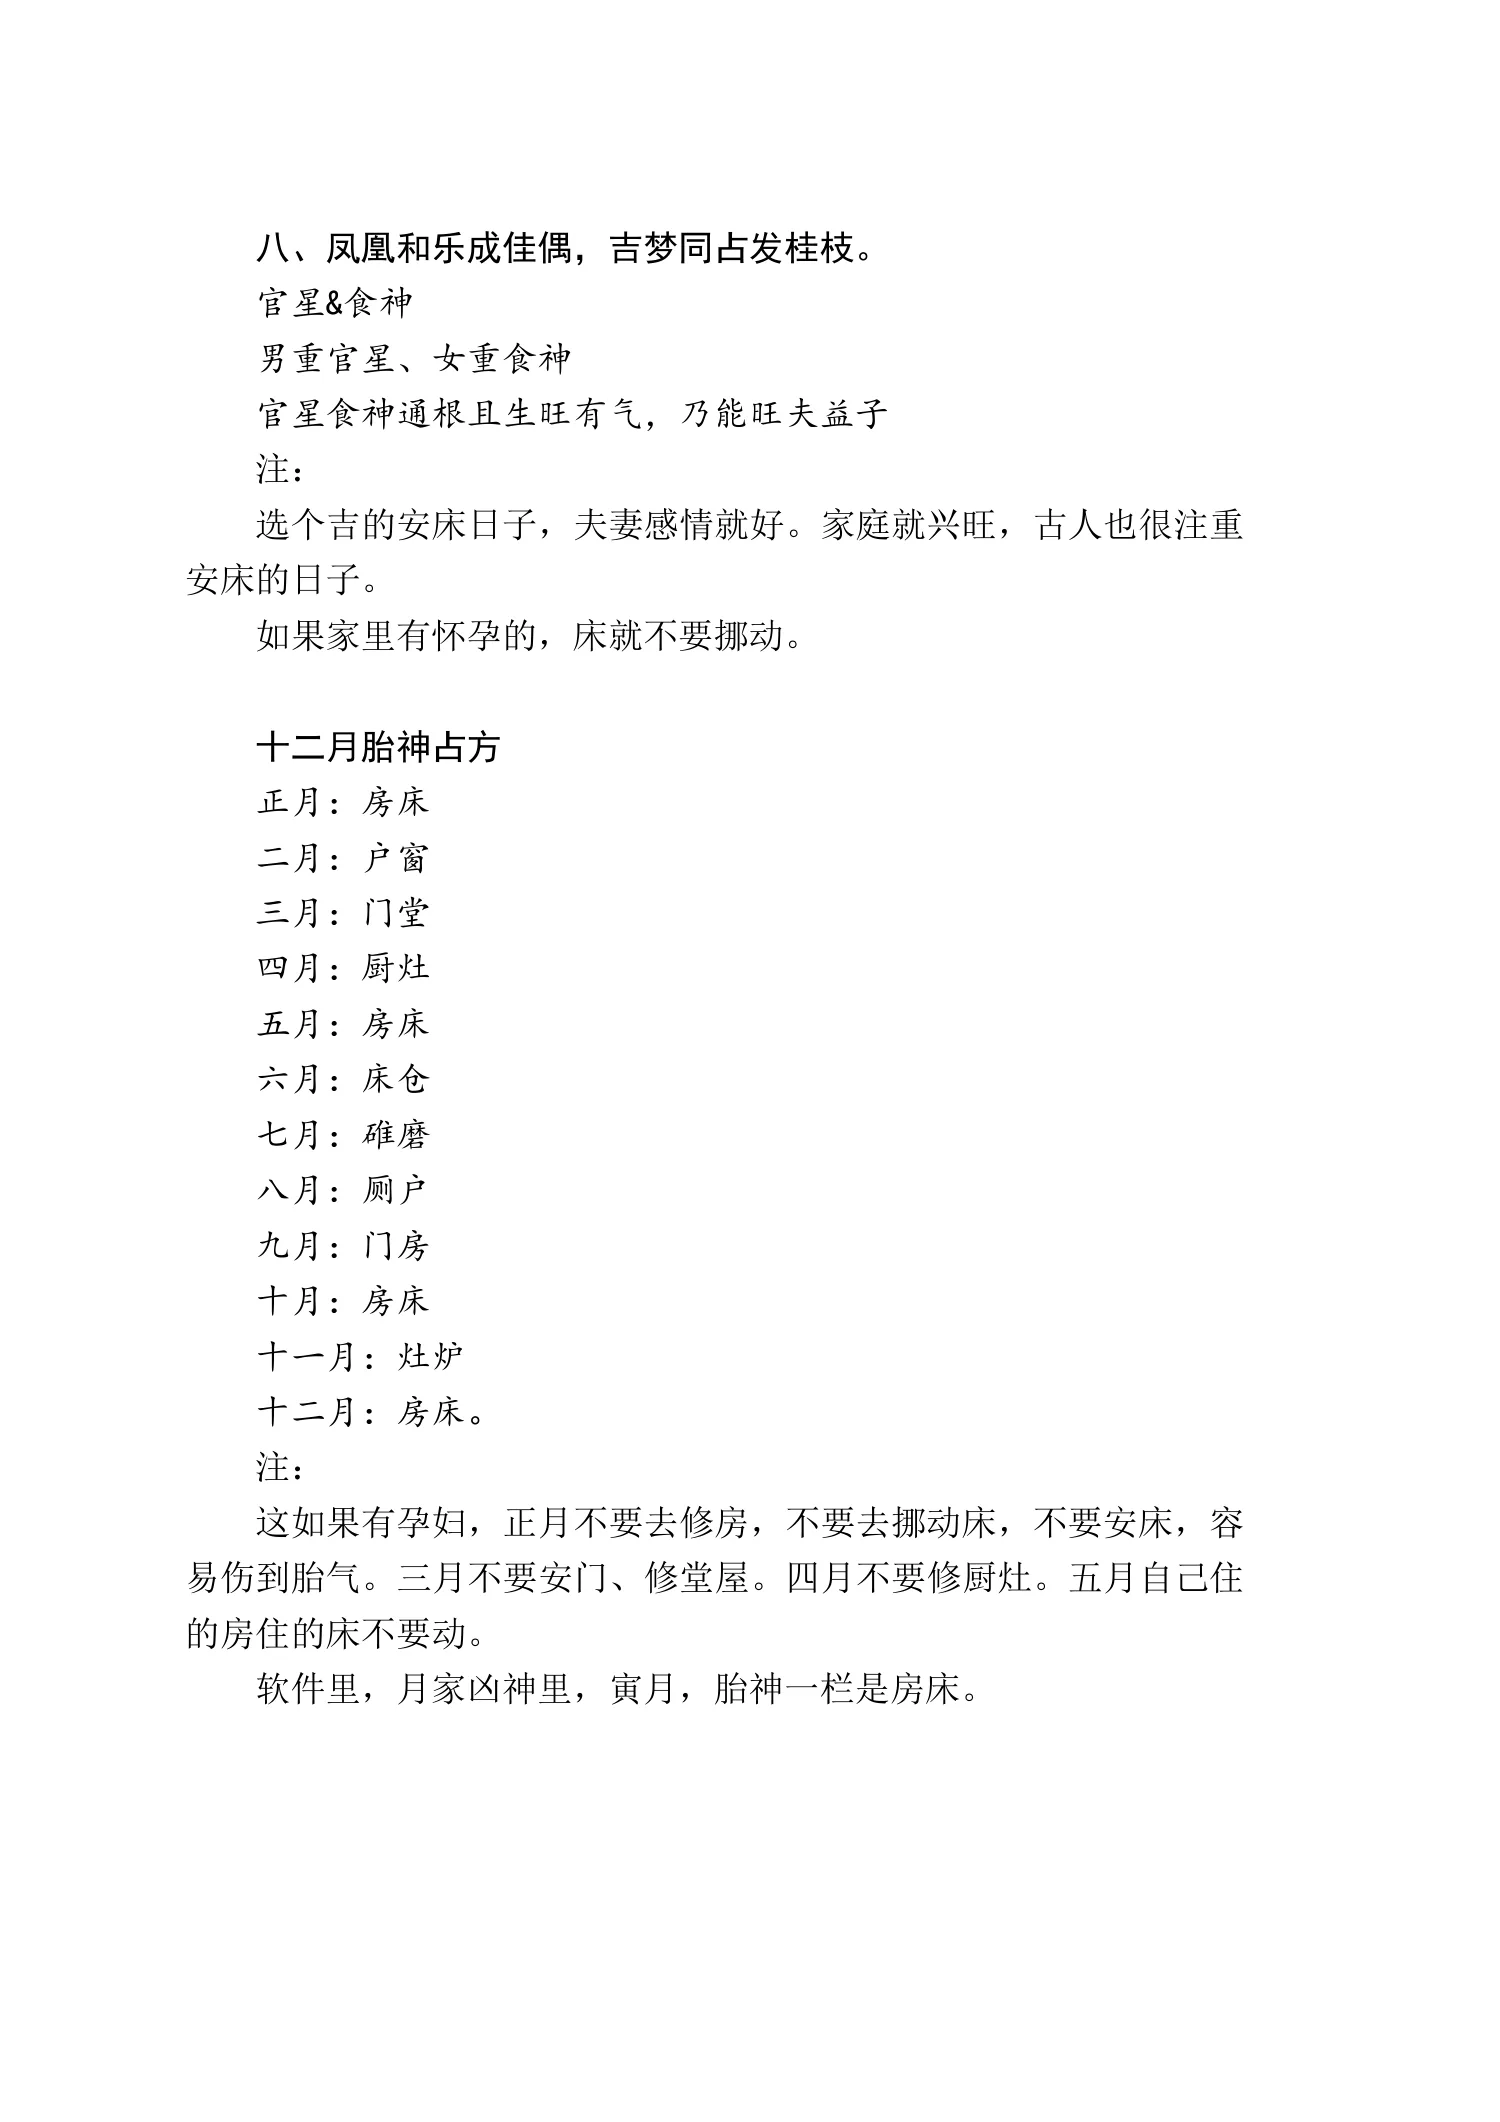 八、凤凰和乐成佳偶，吉梦同占发桂枝。
官星&食神
男重官星、女重食神
官星食神通根且生旺有气，乃能旺夫益子
注：
选个吉的安床日子，夫妻感情就好。家庭就兴旺，古人也很注重
安床的日子。
如果家里有怀孕的，床就不要挪动。
十二月胎神占方
正月：房床
二月：户窗
三月：门堂
四月：厨灶
五月：房床
六月：床仓
七月：碓磨
八月：厕户
九月：门房
十月：房床
十一月：灶炉
十二月：房床。
注：
这如果有孕妇，正月不要去修房，不要去挪动床，不要安床，容
易伤到胎气。三月不要安门、修堂屋。四月不要修厨灶。五月自己住
的房住的床不要动。
软件里，月家凶神里，寅月，胎神一栏是房床。